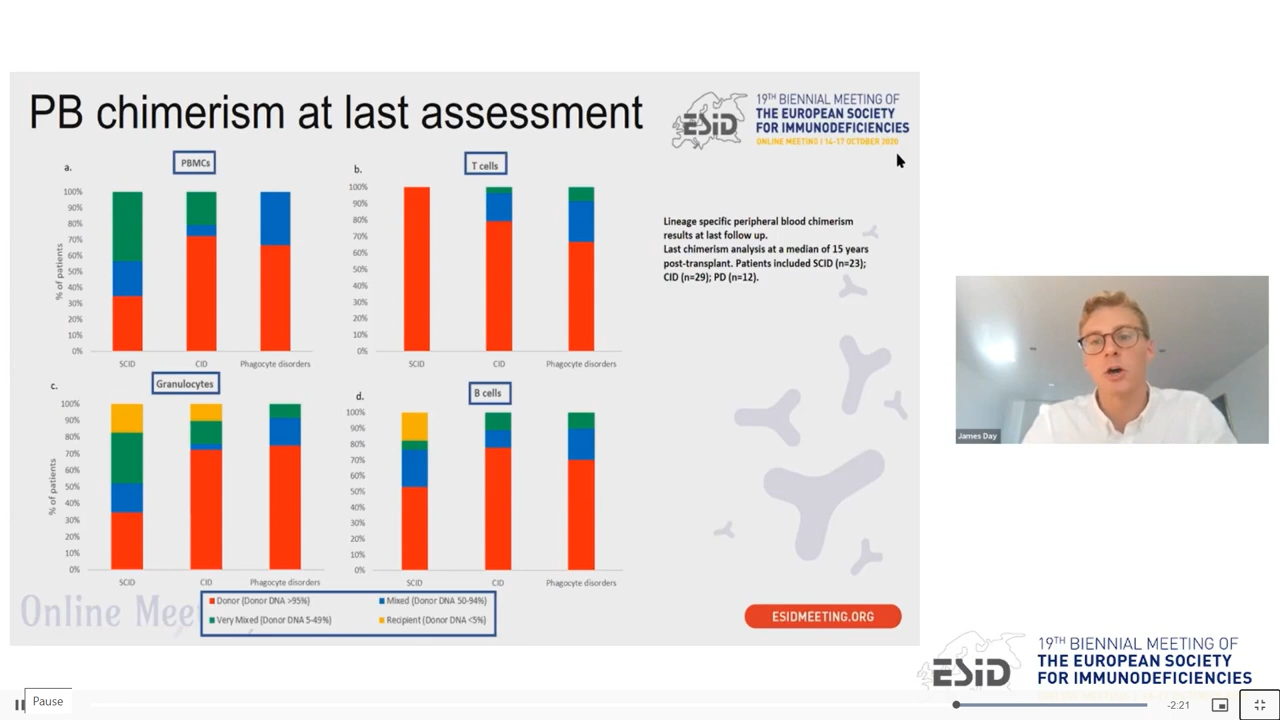 PB chimerism at last assessment
ESiD
19TH BIENNIAL MEETING OF
THE EUROPEAN SOCIETY
FOR IMMUNODEFICIENCIES
ONLINE MEETING | 14-17 OCTOBER 2020
a.
PBMCs
100%
90%
80%
70%
60%
50%
40%
30%
20%
10%
0%
% of patients
SCID CID Phagocyte disorders
b.
T cells
100%
90%
80%
70%
60%
50%
40%
30%
20%
10%
0%
SCID CID Phagocyte disorders
Lineage specific peripheral blood chimerism
results at last follow up.
Last chimerism analysis at a median of 15 years
post-transplant. Patients included SCID (n=23);
CID (n=29); PD (n=12).
c.
Granulocytes
100%
90%
80%
70%
60%
50%
40%
30%
20%
10%
0%
% of patients
SCID CID Phagocyte disorders
d.
B cells
100%
90%
80%
70%
60%
50%
40%
30%
20%
10%
0%
SCID CID Phagocyte disorders
Donor (Donor DNA >95%) Mixed (Donor DNA 50-94%)
Very Mixed (Donor DNA 5-49%) Recipient (Donor DNA <5%)
Online Mee
ESIDMEETING.ORG
James Day
ESiD
19TH BIENNIAL MEETING OF
THE EUROPEAN SOCIETY
FOR IMMUNODEFICIENCIES
Pause
-2:21